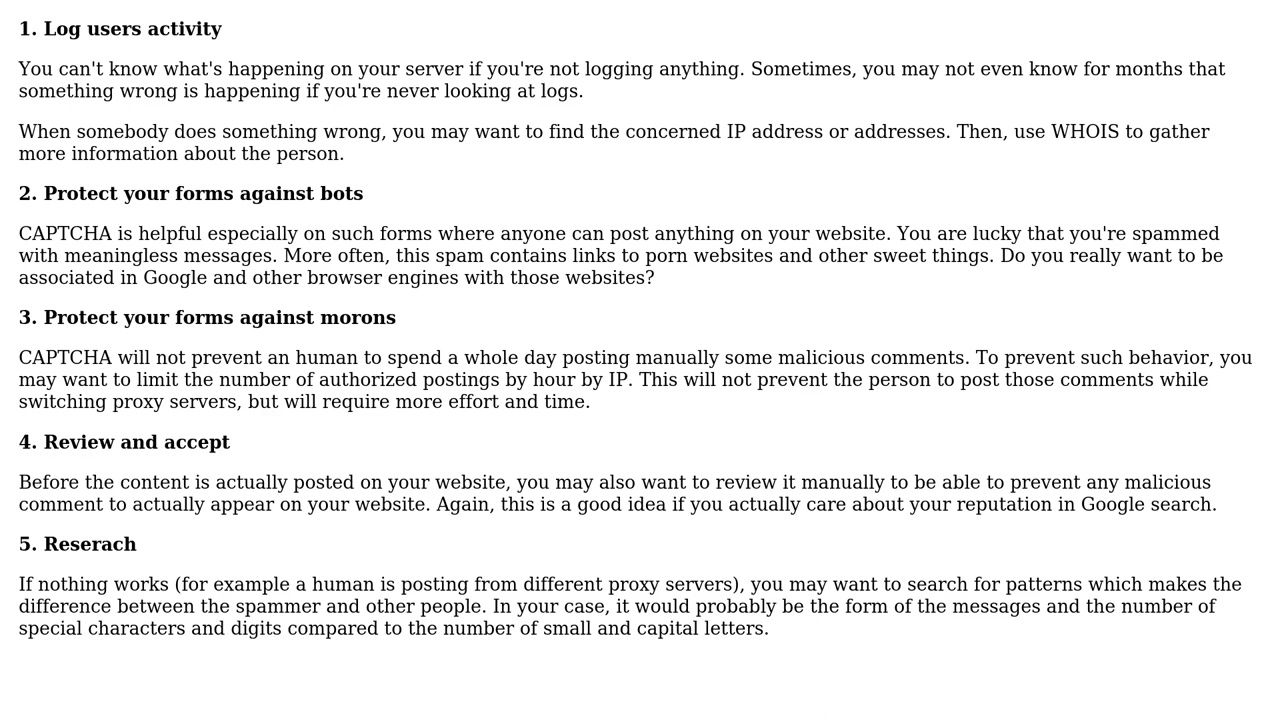 1. Log users activity
You can't know what's happening on your server if you're not logging anything. Sometimes, you may not even know for months that
something wrong is happening if you're never looking at logs.
When somebody does something wrong, you may want to find the concerned IP address or addresses. Then, use WHOIS to gather
more information about the person.
2. Protect your forms against bots
CAPTCHA is helpful especially on such forms where anyone can post anything on your website. You are lucky that you're spammed
with meaningless messages. More often, this spam contains links to porn websites and other sweet things. Do you really want to be
associated in Google and other browser engines with those websites?
3. Protect your forms against morons
CAPTCHA will not prevent an human to spend a whole day posting manually some malicious comments. To prevent such behavior, you
may want to limit the number of authorized postings by hour by IP. This will not prevent the person to post those comments while
switching proxy servers, but will require more effort and time.
4. Review and accept
Before the content is actually posted on your website, you may also want to review it manually to be able to prevent any malicious
comment to actually appear on your website. Again, this is a good idea if you actually care about your reputation in Google search.
5. Reserach
If nothing works (for example a human is posting from different proxy servers), you may want to search for patterns which makes the
difference between the spammer and other people. In your case, it would probably be the form of the messages and the number of
special characters and digits compared to the number of small and capital letters.